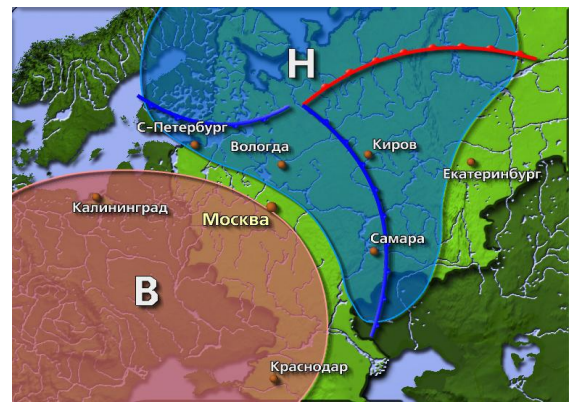 Н
С-Петербург
Вологда
Киров
Екатеринбург
Калининград
Москва
Самара
В
Краснодар